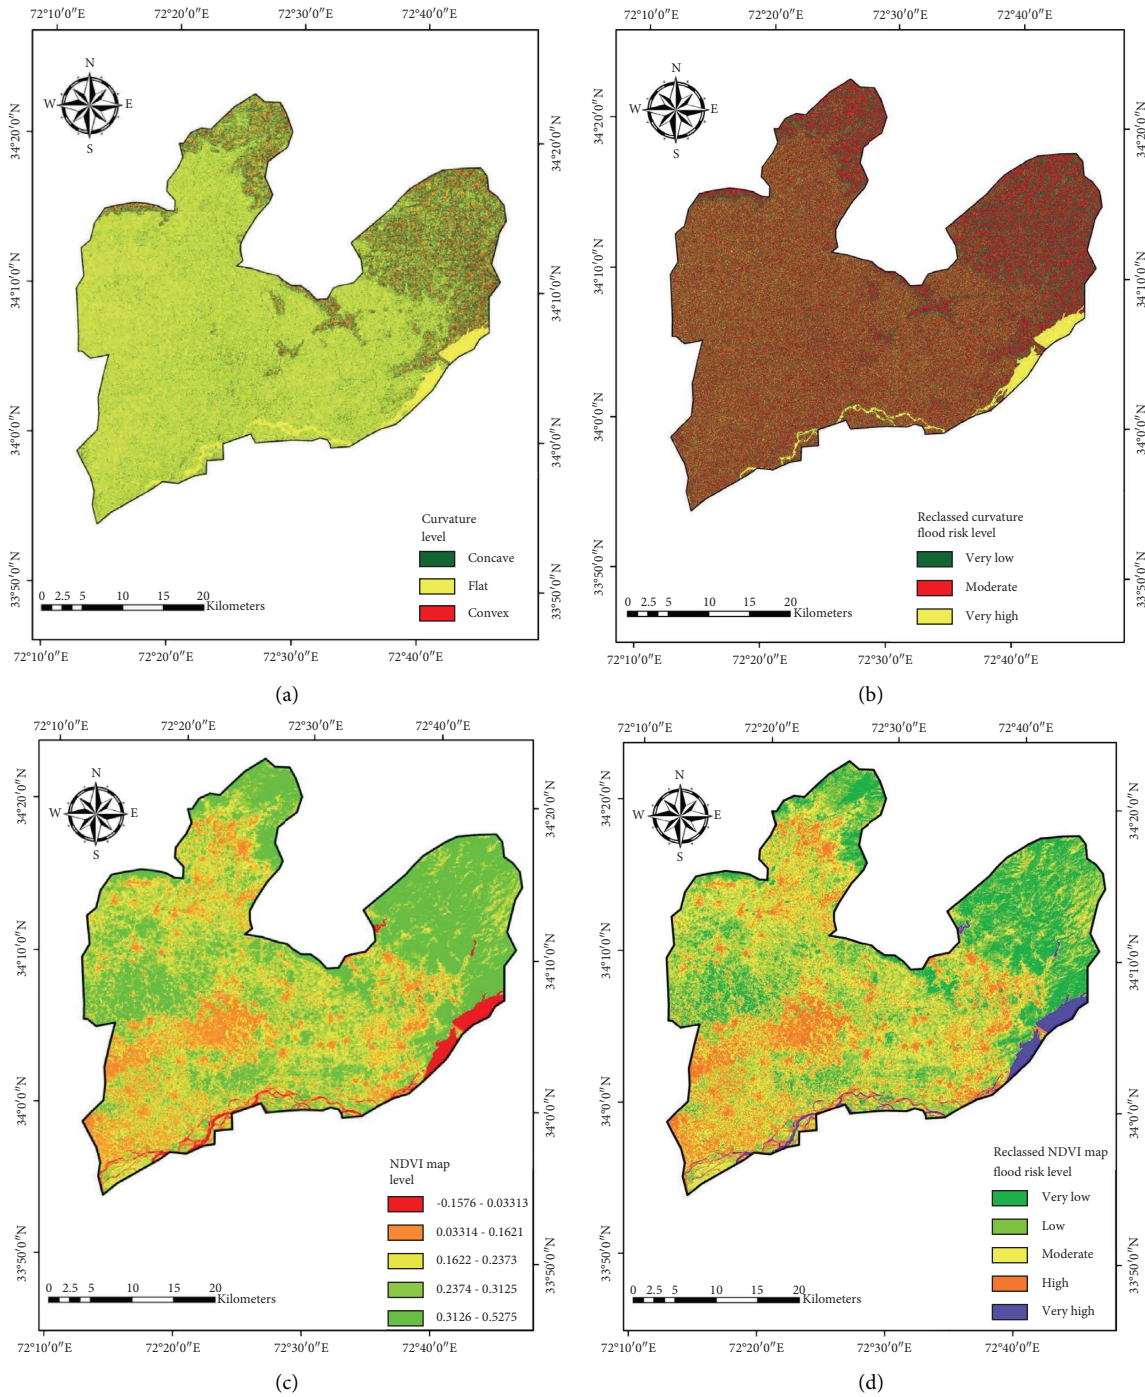 72°10′0″E 72°20′0″E 72°30′0″E 72°40′0″E
N
W E
S
34°20′0″N
34°10′0″N
34°0′0″N
33°50′0″N
34°20′0″N
34°10′0″N
34°0′0″N
33°50′0″N
Curvature
level
Concave
Flat
Convex
0 2.5 5 10 15 20
Kilometers
72°10′0″E 72°20′0″E 72°30′0″E 72°40′0″E
(a)
72°10′0″E 72°20′0″E 72°30′0″E 72°40′0″E
N
W E
S
34°20′0″N
34°10′0″N
34°0′0″N
33°50′0″N
34°20′0″N
34°10′0″N
34°0′0″N
33°50′0″N
Reclassed curvature
flood risk level
Very low
Moderate
Very high
0 2.5 5 10 15 20
Kilometers
72°10′0″E 72°20′0″E 72°30′0″E 72°40′0″E
(b)
72°10′0″E 72°20′0″E 72°30′0″E 72°40′0″E
N
W E
S
34°20′0″N
34°10′0″N
34°0′0″N
33°50′0″N
34°20′0″N
34°10′0″N
34°0′0″N
33°50′0″N
NDVI map
level
-0.1576 - 0.03313
0.03314 - 0.1621
0.1622 - 0.2373
0.2374 - 0.3125
0.3126 - 0.5275
0 2.5 5 10 15 20
Kilometers
72°10′0″E 72°20′0″E 72°30′0″E 72°40′0″E
(c)
72°10′0″E 72°20′0″E 72°30′0″E 72°40′0″E
N
W E
S
34°20′0″N
34°10′0″N
34°0′0″N
33°50′0″N
34°20′0″N
34°10′0″N
34°0′0″N
33°50′0″N
Reclassed NDVI map
flood risk level
Very low
Low
Moderate
High
Very high
0 2.5 5 10 15 20
Kilometers
72°10′0″E 72°20′0″E 72°30′0″E 72°40′0″E
(d)